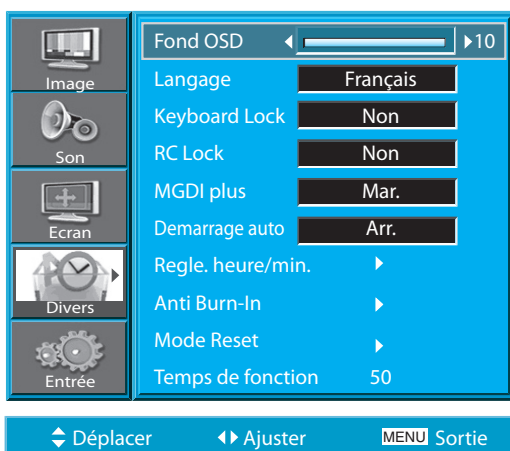 Image
Son
Ecran
Divers
Entrée
Fond OSD 10
Langage Français
Keyboard Lock Non
RC Lock Non
MGDI plus Mar.
Demarrage auto Arr.
Regle. heure/min.
Anti Burn-In
Mode Reset
Temps de fonction 50
Déplacer Ajuster MENU Sortie